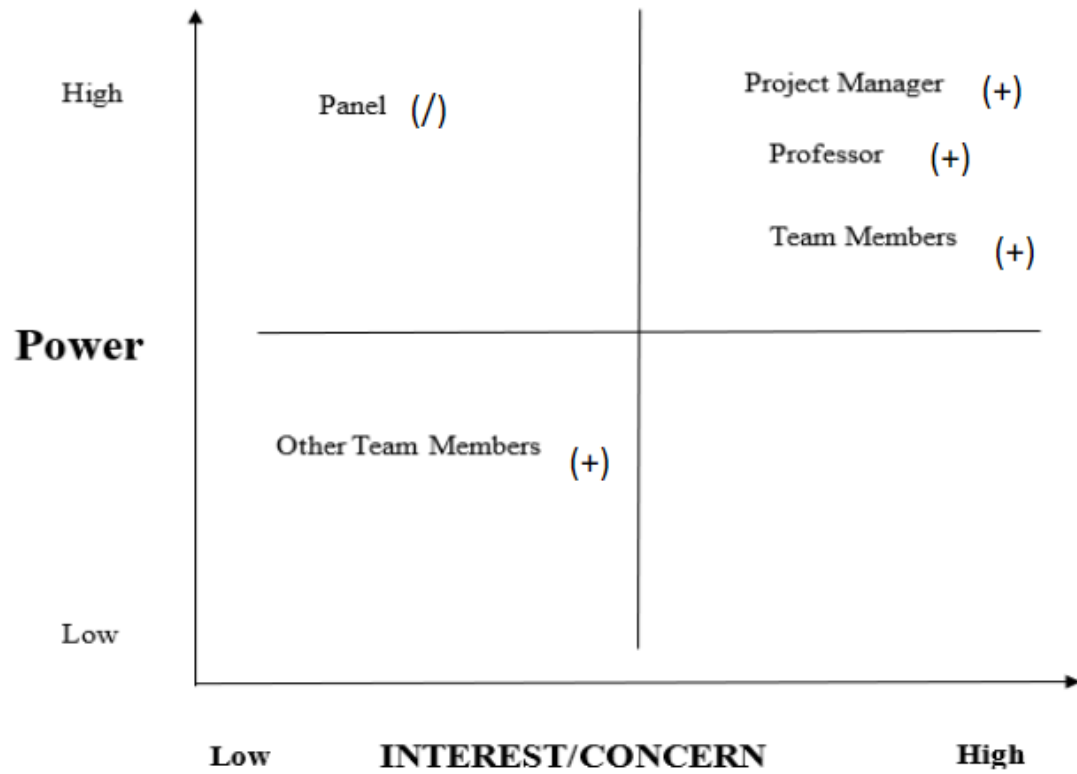 High
Panel (/)
Project Manager (+)
Professor (+)
Team Members (+)
Power
Other Team Members (+)
Low
Low INTEREST/CONCERN High